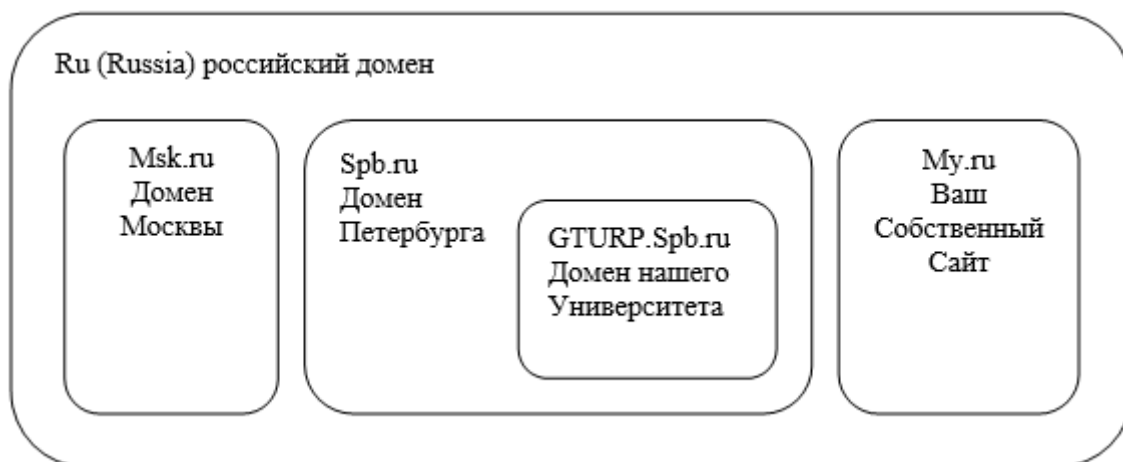 Ru (Russia) российский домен
Msk.ru
Домен
Москвы
Spb.ru
Домен
Петербурга
GTURP.Spb.ru
Домен нашего
Университета
My.ru
Ваш
Собственный
Сайт